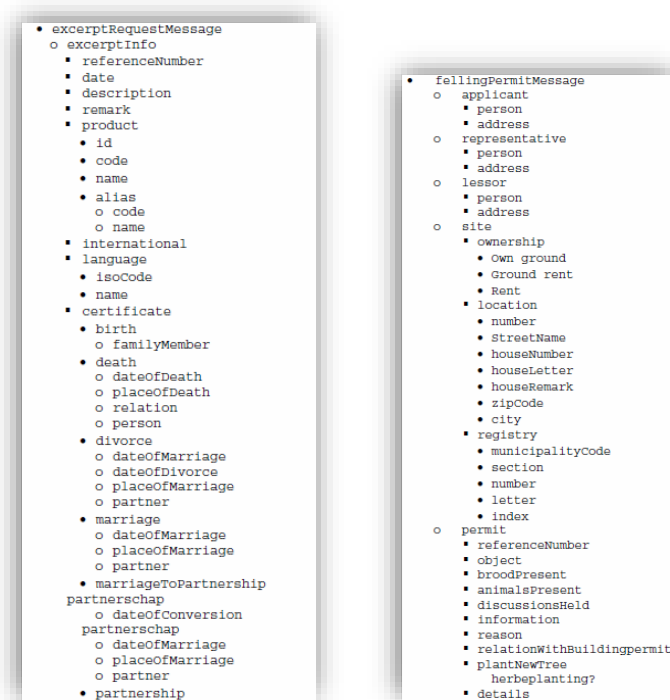 • excerptRequestMessage
o excerptInfo
▪ referenceNumber
▪ date
▪ description
▪ remark
▪ product
• id
• code
• name
• alias
o code
o name
▪ international
▪ language
• isoCode
• name
▪ certificate
• birth
o familyMember
• death
o dateOfDeath
o placeOfDeath
o relation
o person
• divorce
o dateOfMarriage
o dateOfDivorce
o placeOfMarriage
o partner
• marriage
o dateOfMarriage
o placeOfMarriage
o partner
• marriageToPartnership
partnerschap
o dateOfConversion
partnerschap
o dateOfMarriage
o placeOfMarriage
o partner
• partnership
• fellingPermitMessage
o applicant
▪ person
▪ address
o representative
▪ person
▪ address
o lessor
▪ person
▪ address
o site
▪ ownership
• Own ground
• Ground rent
• Rent
▪ location
• number
• StreetName
• houseNumber
• houseLetter
• houseRemark
• zipCode
• city
▪ registry
• municipalityCode
• section
• number
• letter
• index
o permit
▪ referenceNumber
▪ object
▪ broodPresent
▪ animalsPresent
▪ discussionsHeld
▪ information
▪ reason
▪ relationWithBuildingpermit
▪ plantNewTree
herbeplanting?
▪ details